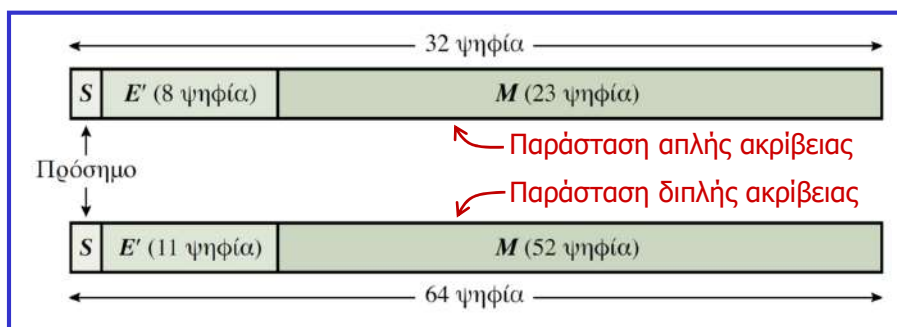 32 ψηφία
S E′ (8 ψηφία) M (23 ψηφία)
Παράσταση απλής ακρίβειας
Πρόσημο
Παράσταση διπλής ακρίβειας
S E′ (11 ψηφία) M (52 ψηφία)
64 ψηφία